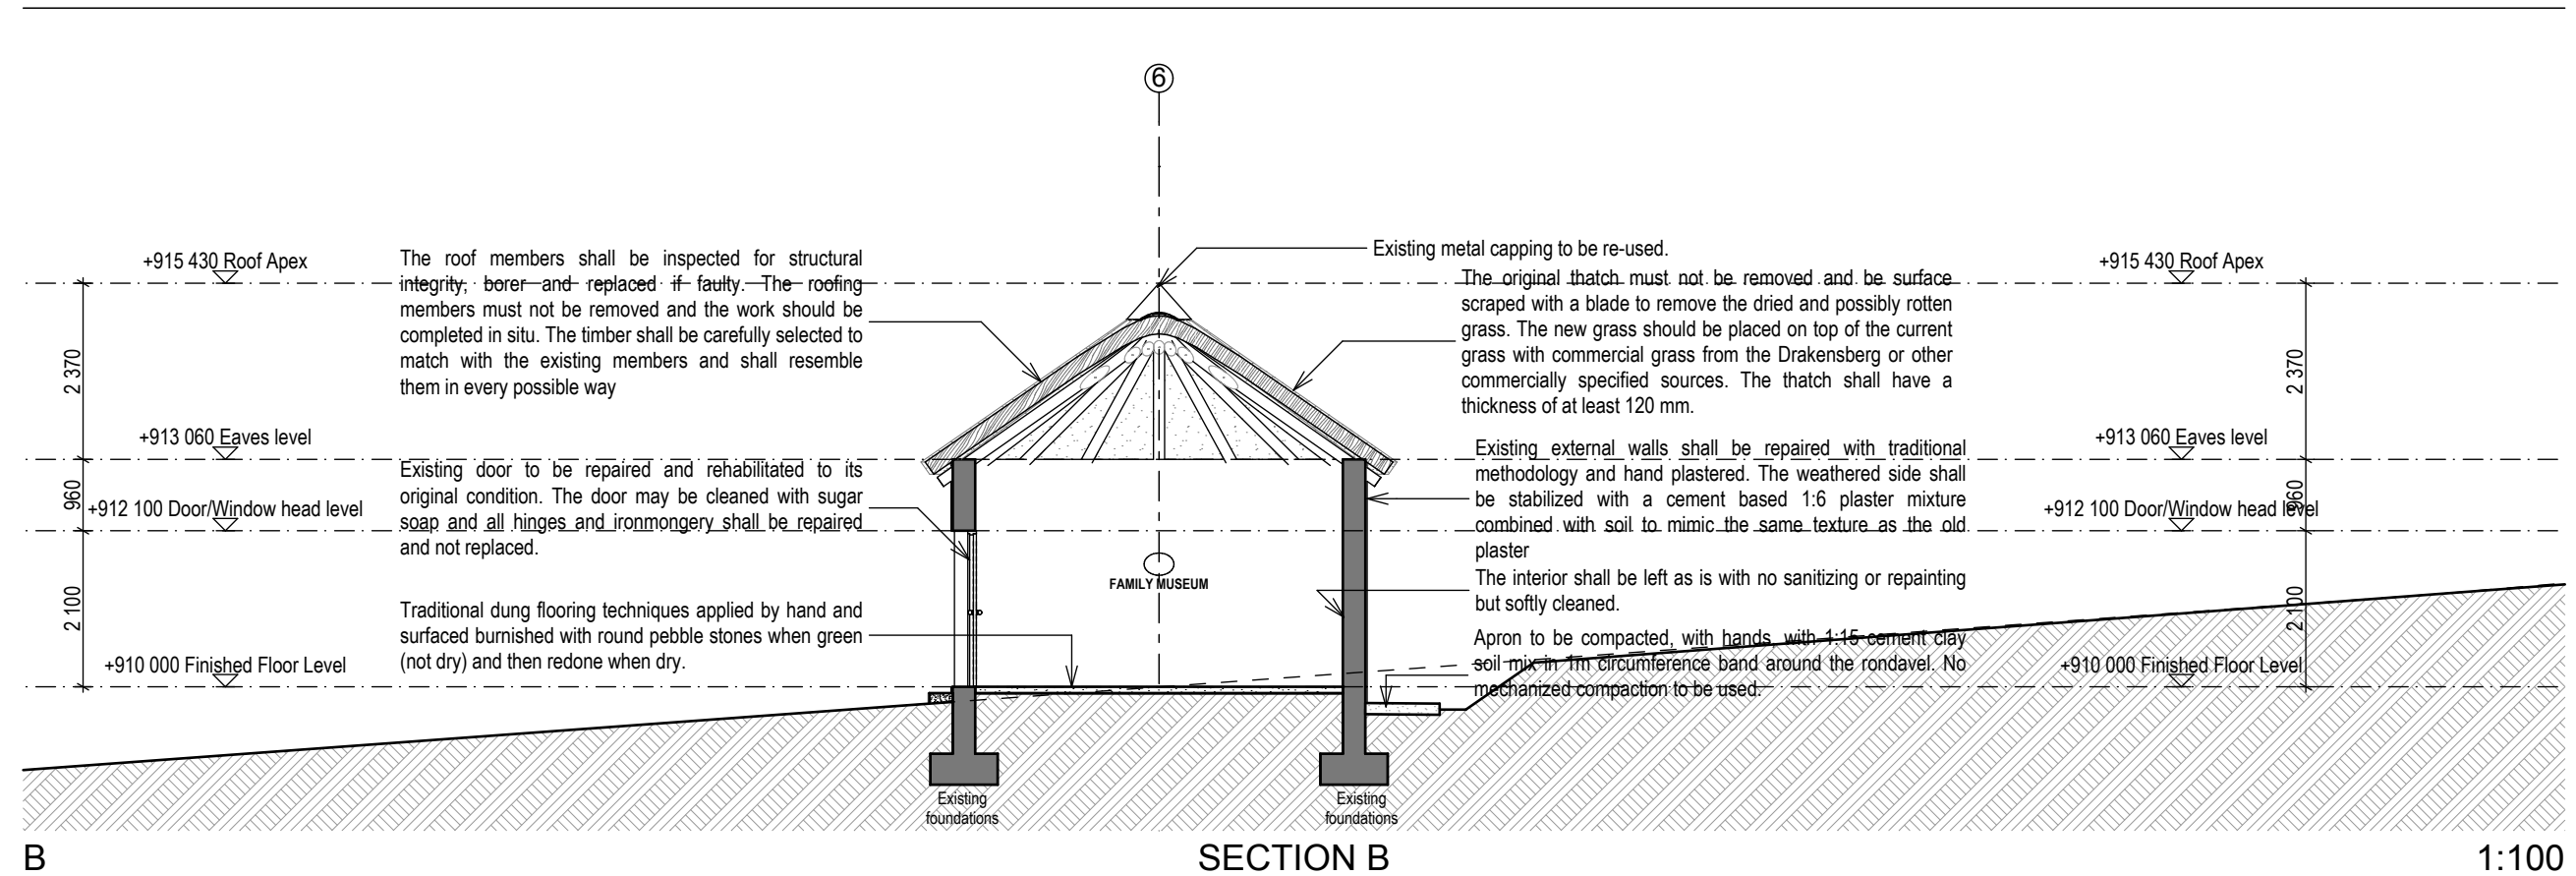 6
+915 430 Roof Apex
2 370
+913 060 Eaves level
960
+912 100 Door/Window head level
2 100
+910 000 Finished Floor Level
The roof members shall be inspected for structural
integrity, borer and replaced if faulty. The roofing
members must not be removed and the work should be
completed in situ. The timber shall be carefully selected to
match with the existing members and shall resemble
them in every possible way
Existing door to be repaired and rehabilitated to its
original condition. The door may be cleaned with sugar
soap and all hinges and ironmongery shall be repaired
and not replaced.
Traditional dung flooring techniques applied by hand and
surfaced burnished with round pebble stones when green
(not dry) and then redone when dry.
FAMILY MUSEUM
Existing
foundations
Existing
foundations
Existing metal capping to be re-used.
The original thatch must not be removed and be surface
scraped with a blade to remove the dried and possibly rotten
grass. The new grass should be placed on top of the current
grass with commercial grass from the Drakensberg or other
commercially specified sources. The thatch shall have a
thickness of at least 120 mm.
Existing external walls shall be repaired with traditional
methodology and hand plastered. The weathered side shall
be stabilized with a cement based 1:6 plaster mixture
combined with soil to mimic the same texture as the old
plaster
The interior shall be left as is with no sanitizing or repainting
but softly cleaned.
Apron to be compacted, with hands, with 1:15 cement clay
soil mix in 1m circumference band around the rondavel. No
mechanized compaction to be used.
+915 430 Roof Apex
2 370
+913 060 Eaves level
960
+912 100 Door/Window head level
2 100
+910 000 Finished Floor Level
B
SECTION B
1:100